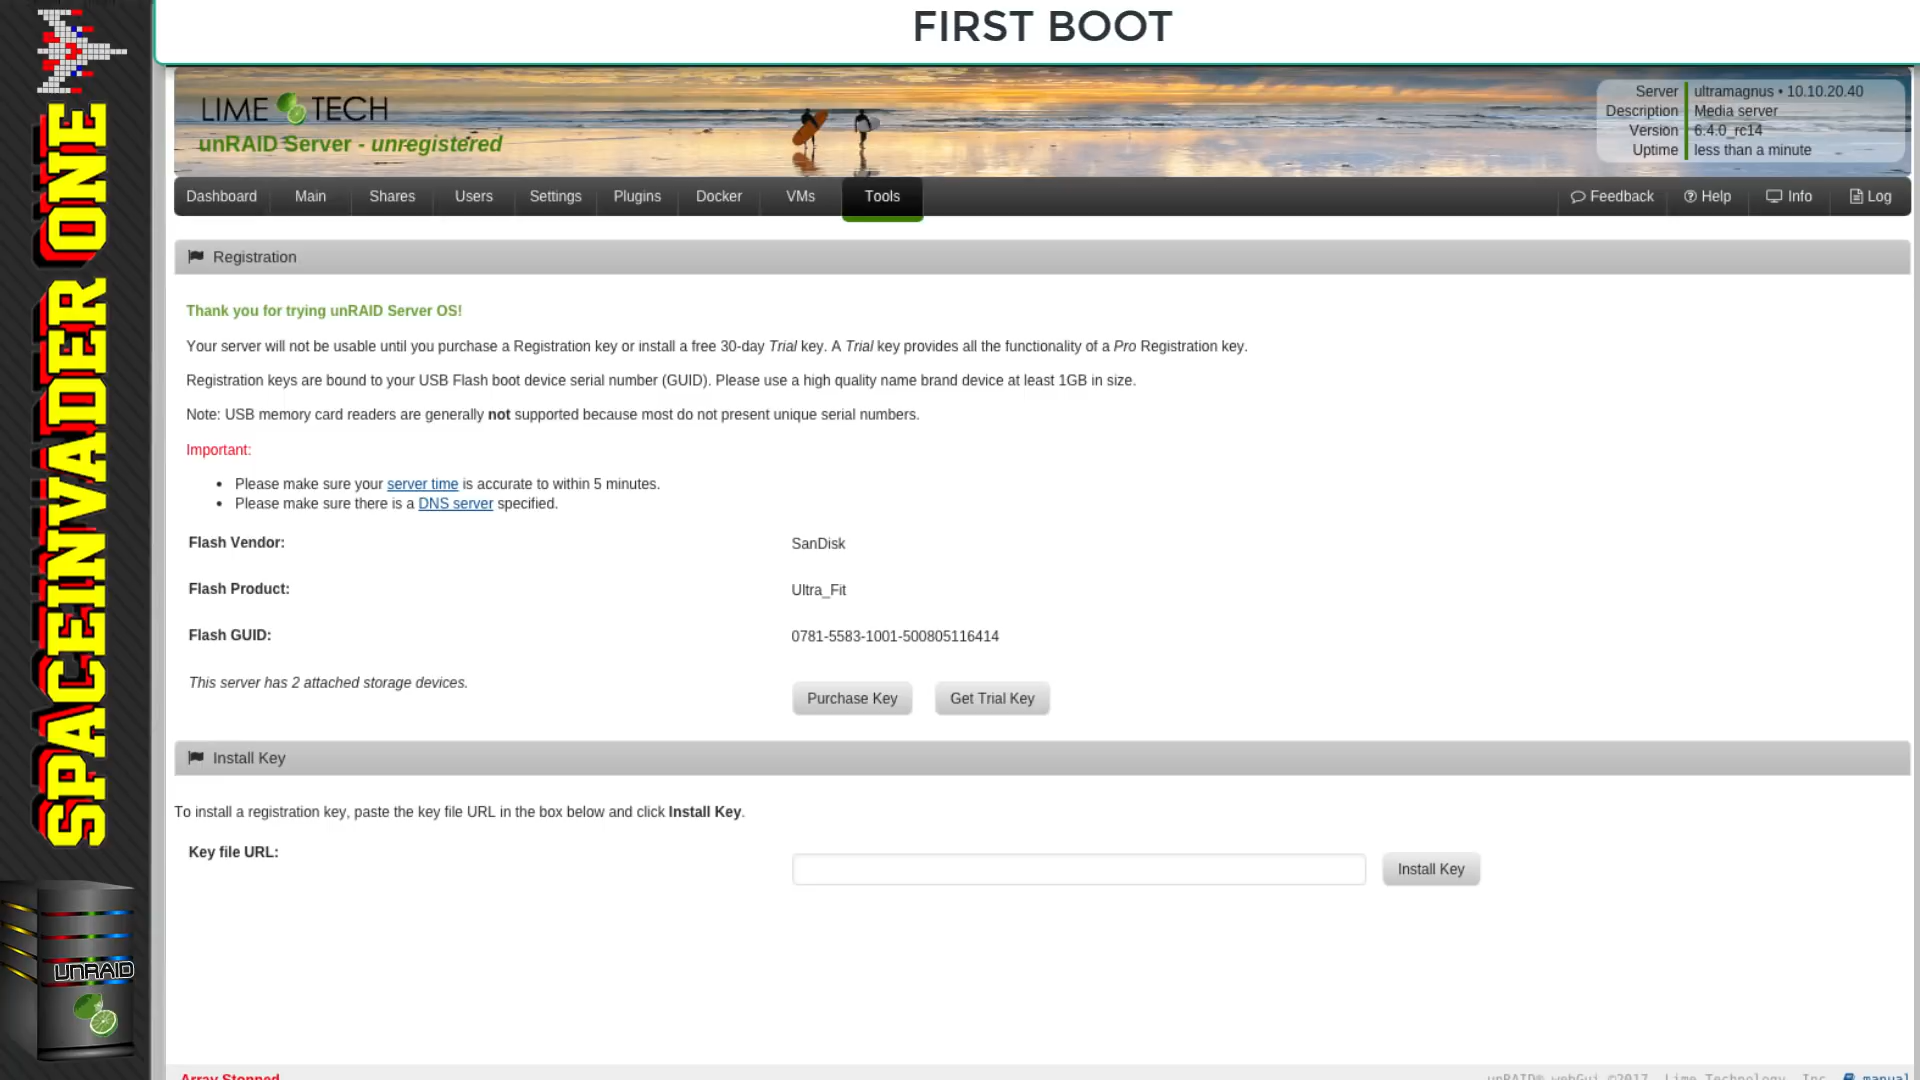 FIRST BOOT
SPACEINVADER ONE
UNRAID
LIME TECH
unRAID Server - unregistered
Server ultramagnus • 10.10.20.40
Description Media server
Version 6.4.0_rc14
Uptime less than a minute
Dashboard Main Shares Users Settings Plugins Docker VMs Tools Feedback Help Info Log
Registration
Thank you for trying unRAID Server OS!
Your server will not be usable until you purchase a Registration key or install a free 30-day Trial key. A Trial key provides all the functionality of a Pro Registration key.
Registration keys are bound to your USB Flash boot device serial number (GUID). Please use a high quality name brand device at least 1GB in size.
Note: USB memory card readers are generally not supported because most do not present unique serial numbers.
Important:
• Please make sure your server time is accurate to within 5 minutes.
• Please make sure there is a DNS server specified.
Flash Vendor: SanDisk
Flash Product: Ultra_Fit
Flash GUID: 0781-5583-1001-500805116414
This server has 2 attached storage devices. Purchase Key Get Trial Key
Install Key
To install a registration key, paste the key file URL in the box below and click Install Key.
Key file URL: Install Key
Array Stopped unRAID® webGui ©2017, Lime Technology, Inc. manual